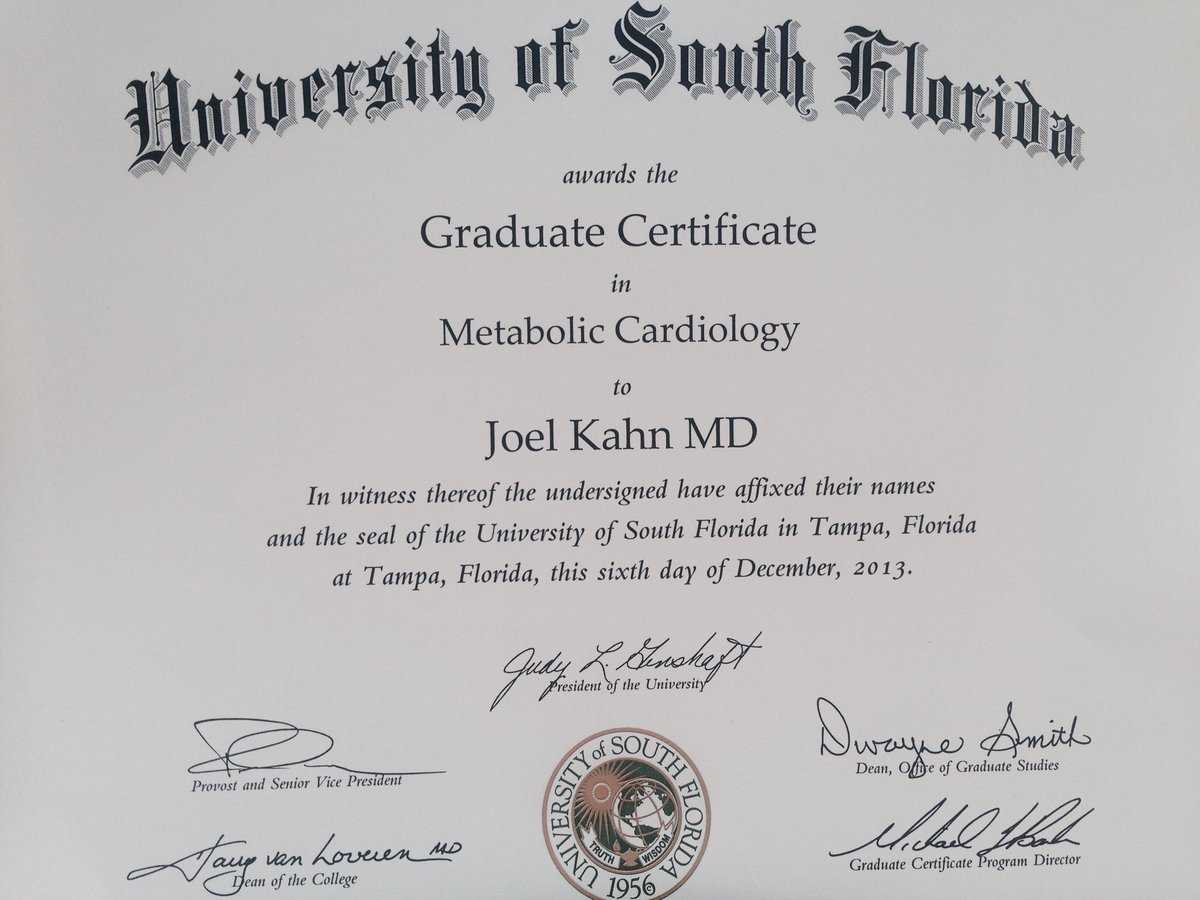 University of South Florida
awards the
Graduate Certificate
in
Metabolic Cardiology
to
Joel Kahn MD
In witness thereof the undersigned have affixed their names
and the seal of the University of South Florida in Tampa, Florida
at Tampa, Florida, this sixth day of December, 2013.
Judy L. Genshaft
President of the University
Provost and Senior Vice President
Dwayne Smith
Dean, Office of Graduate Studies
van Loveren MD
Dean of the College
Michael
Graduate Certificate Program Director
UNIVERSITY of SOUTH FLORIDA
TRUTH WISDOM
1956